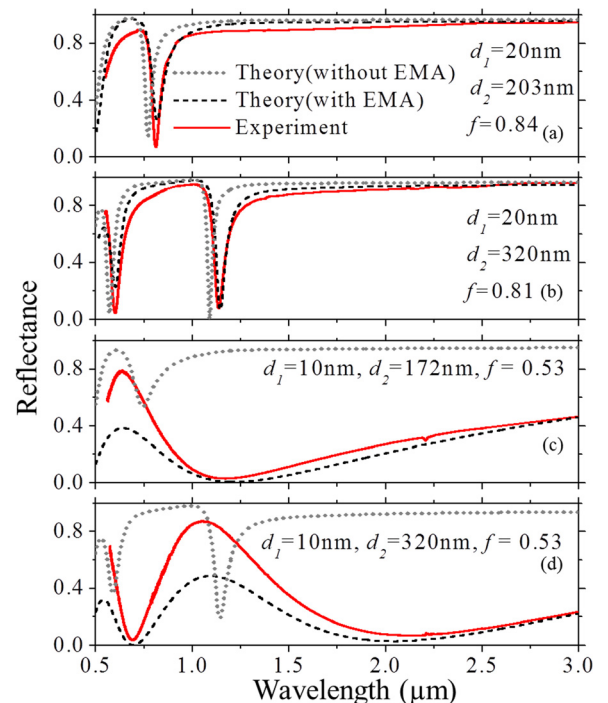 0.9
0.4
0.0
Theory(without EMA)
Theory(with EMA)
Experiment
d1=20nm
d2=203nm
f=0.84 (a)
0.8
0.4
0.0
d1=20nm
d2=320nm
f=0.81 (b)
0.8
0.4
0.0
d1=10nm, d2=172nm, f = 0.53
(c)
0.8
0.4
0.0
d1=10nm, d2=320nm, f = 0.53
(d)
0.5 1.0 1.5 2.0 2.5 3.0
Wavelength (µm)
Reflectance